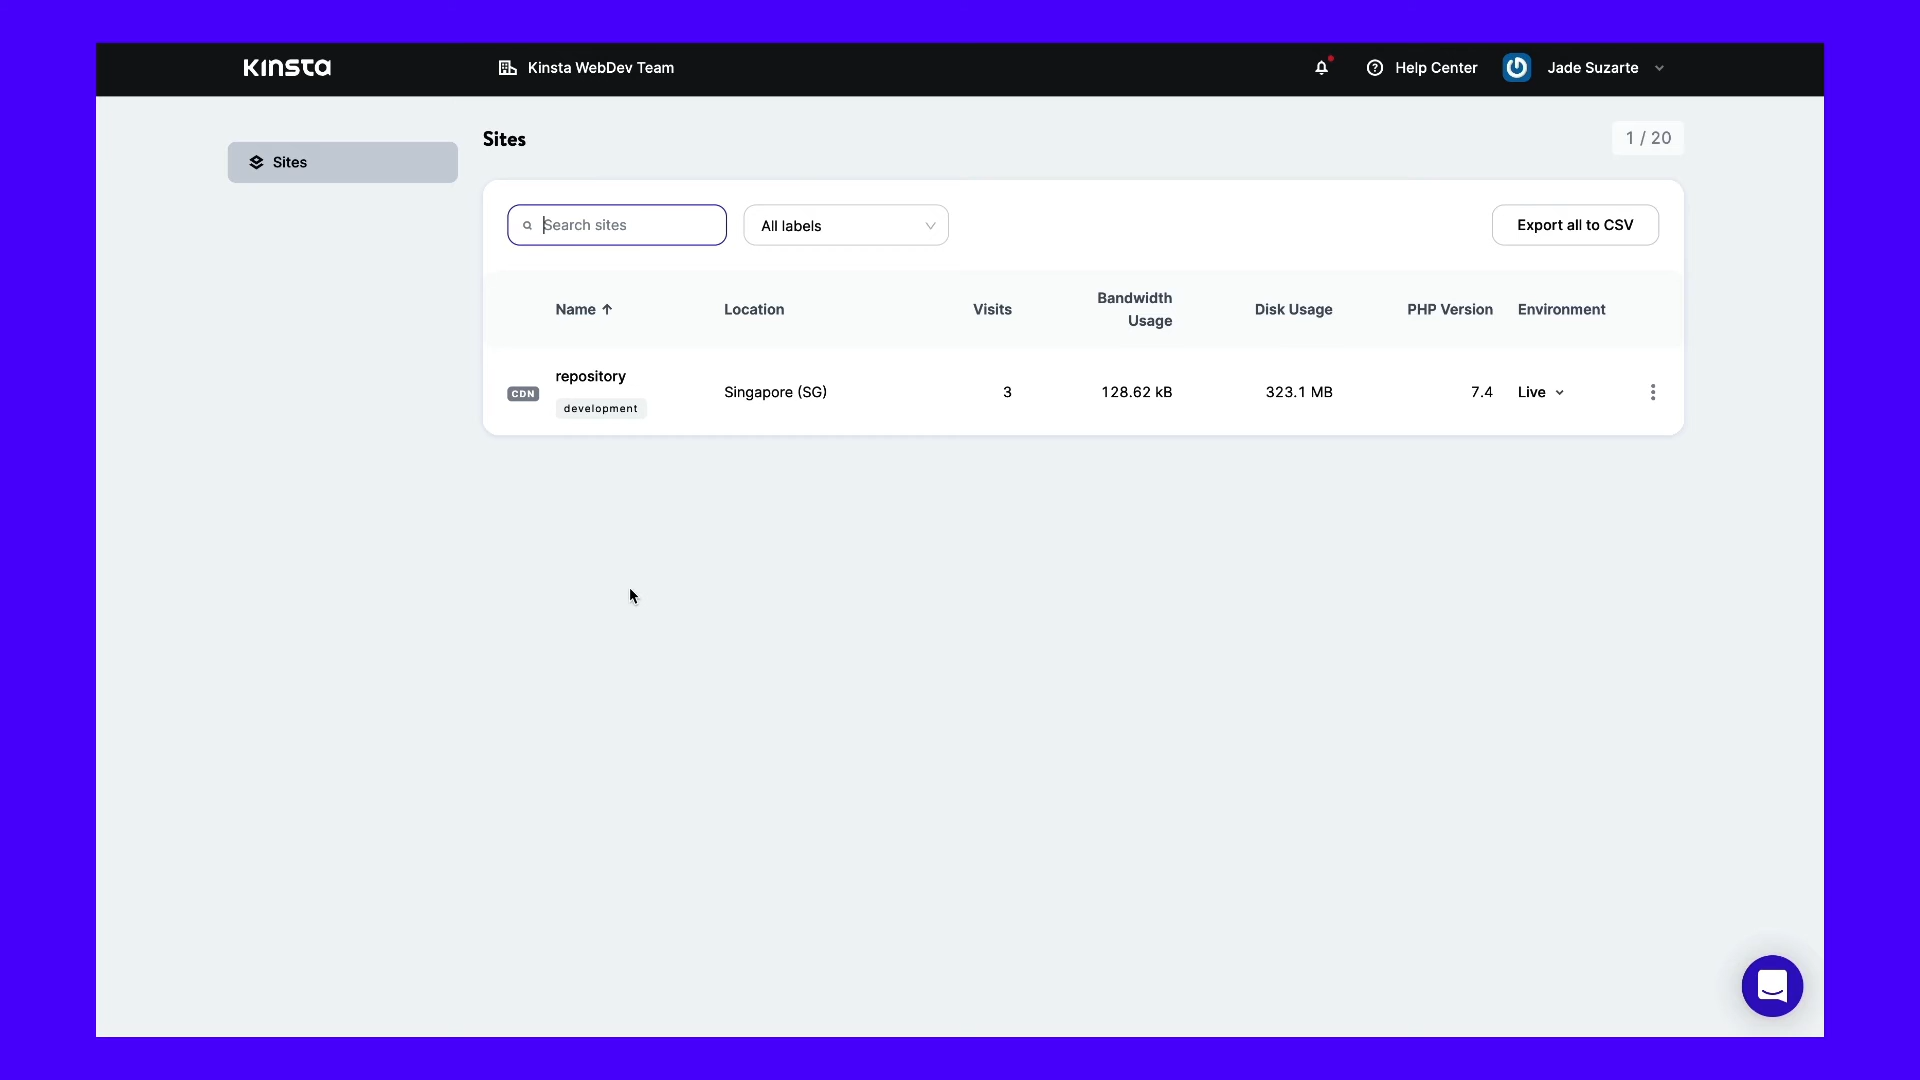 Kinsta
Kinsta WebDev Team
Help Center
Jade Suzarte
Sites
Sites
1 / 20
Search sites
All labels
Export all to CSV
Name ↑
Location
Visits
Bandwidth
Usage
Disk Usage
PHP Version
Environment
CDN
repository
development
Singapore (SG)
3
128.62 kB
323.1 MB
7.4
Live